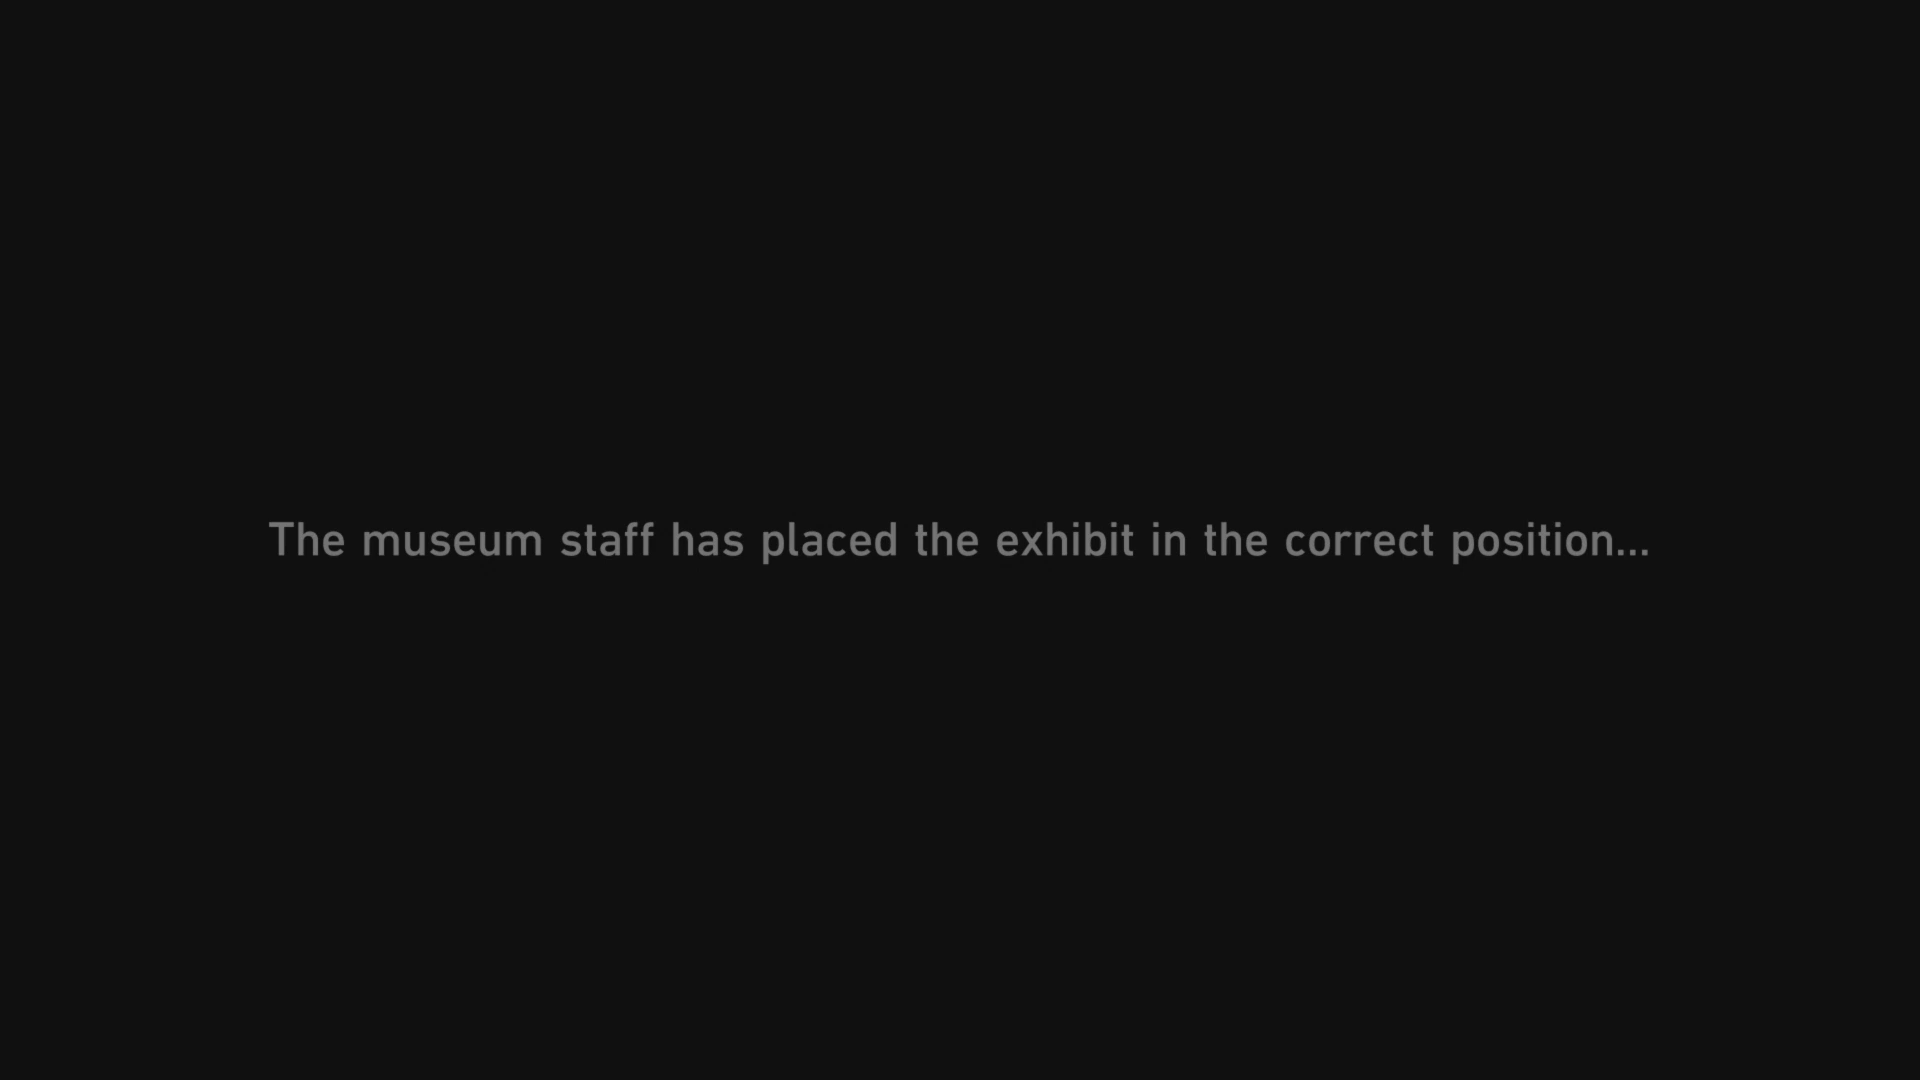 The museum staff has placed the exhibit in the correct position...